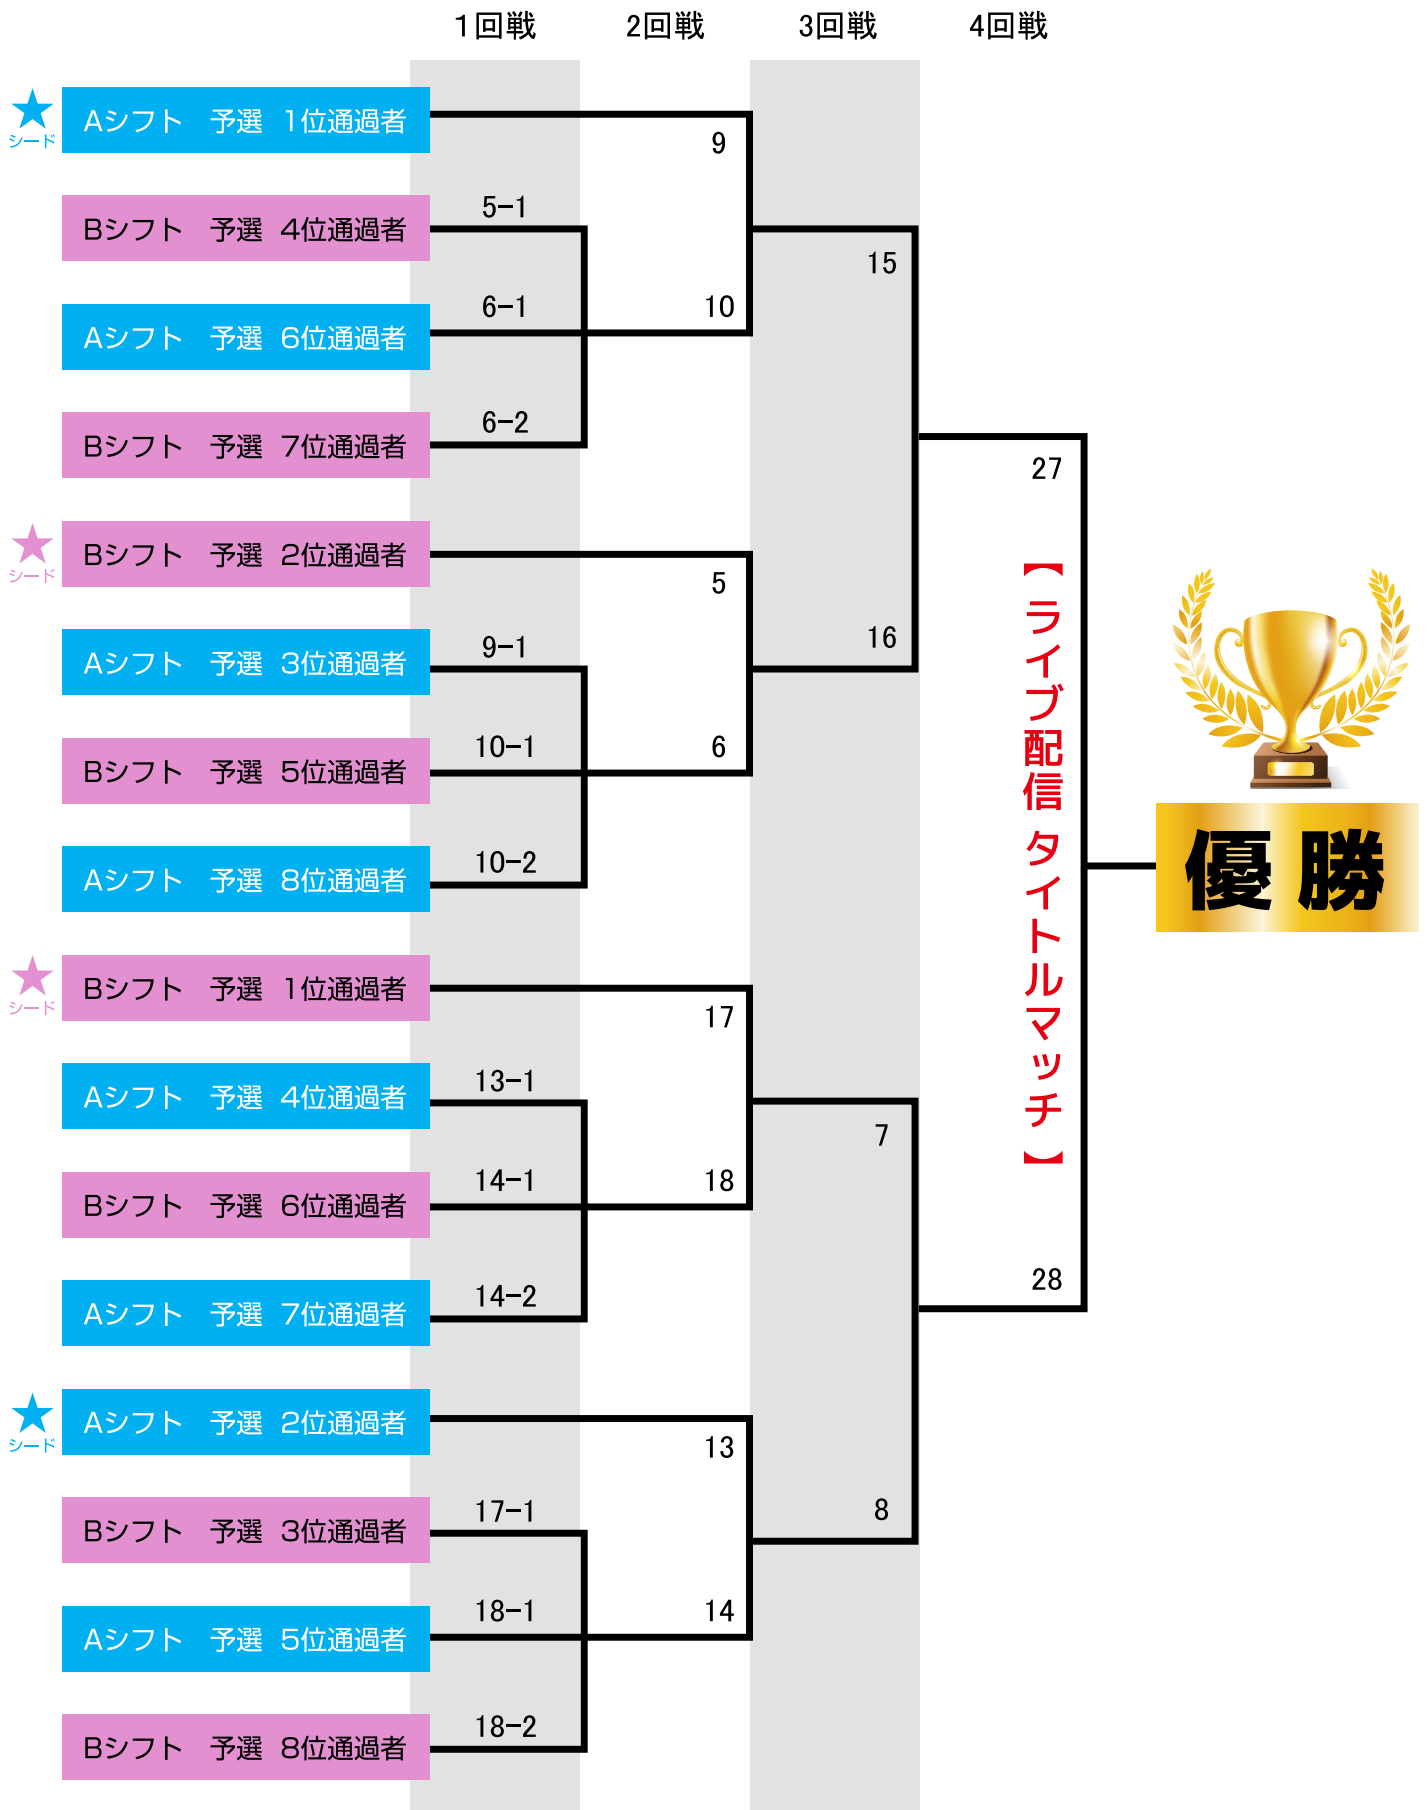 1回戦
2回戦
3回戦
4回戦
シード
Aシフト 予選 1位通過者
9
Bシフト 予選 4位通過者
5-1
15
Aシフト 予選 6位通過者
6-1
10
Bシフト 予選 7位通過者
6-2
27
シード
Bシフト 予選 2位通過者
5
Aシフト 予選 3位通過者
9-1
16
Bシフト 予選 5位通過者
10-1
6
Aシフト 予選 8位通過者
10-2
【 ライブ配信 タイトルマッチ 】
優勝
シード
Bシフト 予選 1位通過者
17
Aシフト 予選 4位通過者
13-1
7
Bシフト 予選 6位通過者
14-1
18
Aシフト 予選 7位通過者
14-2
28
シード
Aシフト 予選 2位通過者
13
Bシフト 予選 3位通過者
17-1
8
Aシフト 予選 5位通過者
18-1
14
Bシフト 予選 8位通過者
18-2